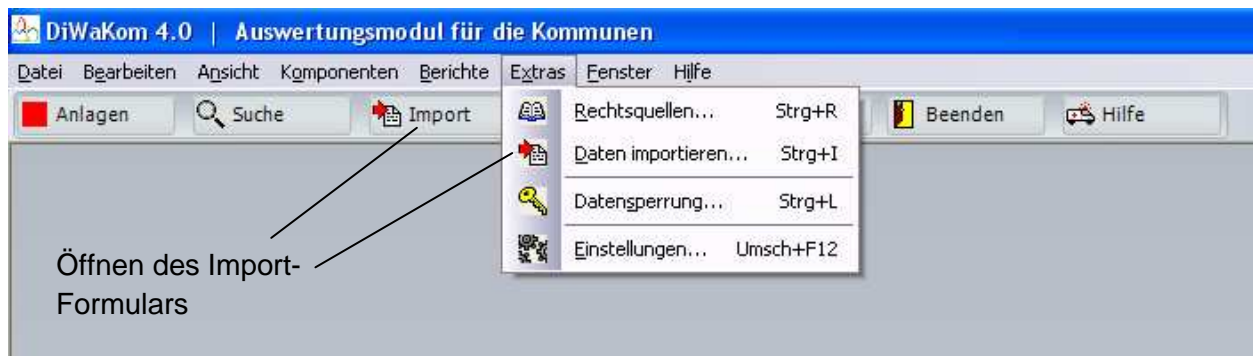 DiWaKom 4.0 | Auswertungsmodul für die Kommunen
Datei Bearbeiten Ansicht Komponenten Berichte Extras Fenster Hilfe
Anlagen Suche Import Beenden Hilfe
Rechtsquellen... Strg+R
Daten importieren... Strg+I
Datensperrung... Strg+L
Einstellungen... Umsch+F12
Öffnen des Import-
Formulars